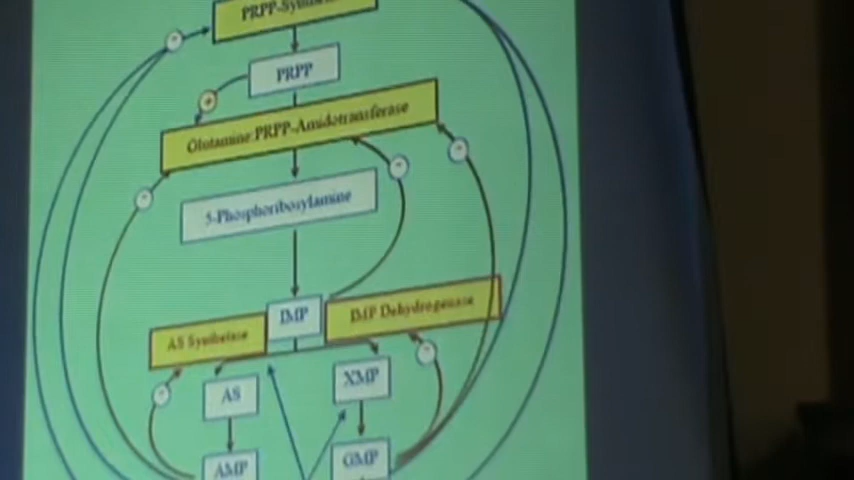 PRPP-Synthetase
PRPP
+
Glutamine:PRPP-Amidotransferase
5-Phosphoribosylamine
IMP
IMP Dehydrogenase
AS Synthetase
XMP
AS
GMP
AMP